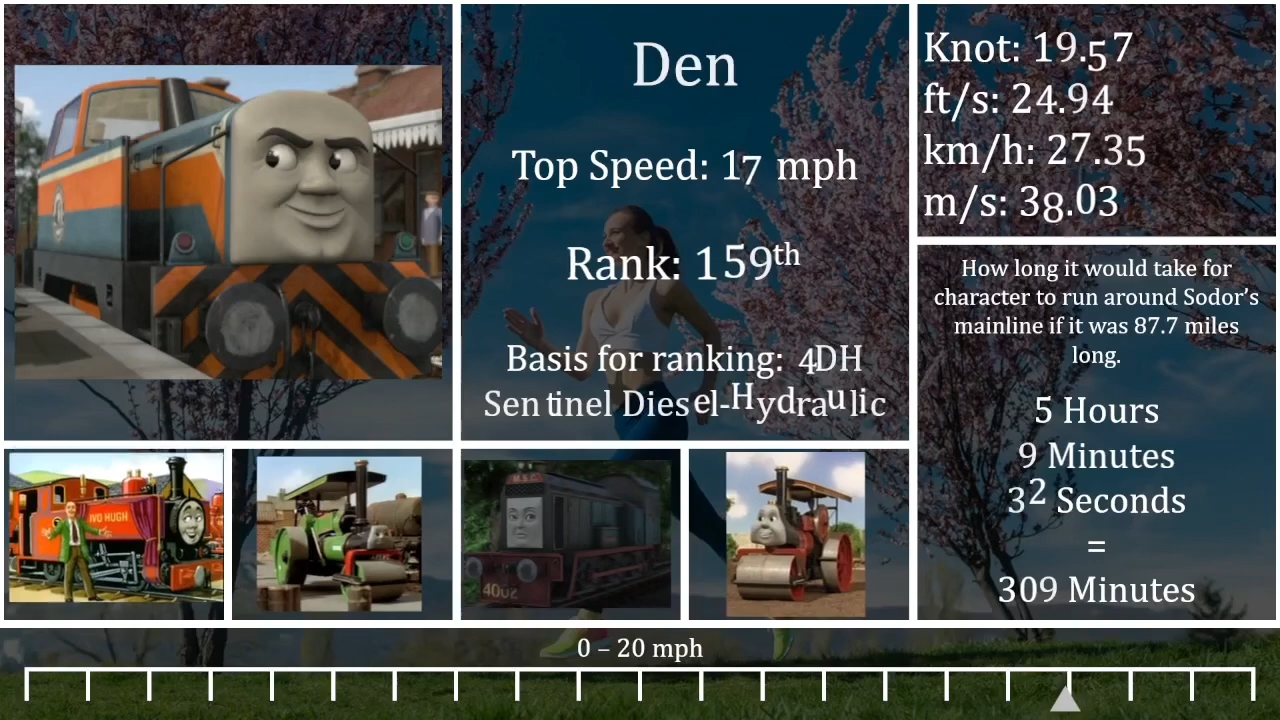 Den
Top Speed: 17 mph
Rank: 159th
Basis for ranking: 4DH
Sentinel Diesel-Hydraulic
Knot: 19.57
ft/s: 24.94
km/h: 27.35
m/s: 38.03
How long it would take for
character to run around Sodor’s
mainline if it was 87.7 miles
long.
5 Hours
9 Minutes
32 Seconds
=
309 Minutes
IVO HUGH
M.S.C.
4002
0 – 20 mph